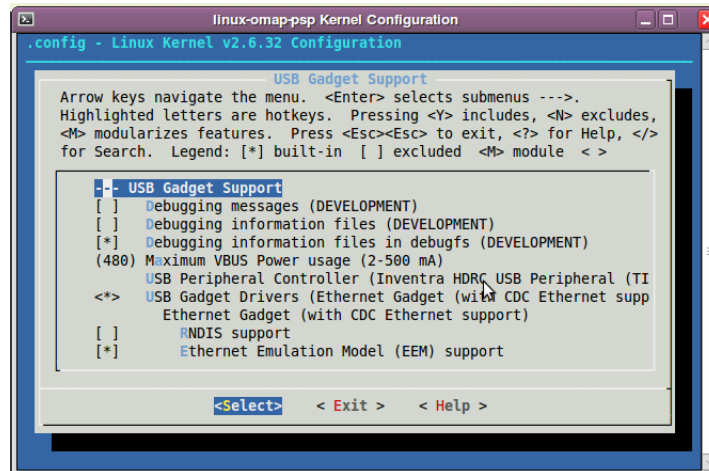 linux-omap-psp Kernel Configuration
.config - Linux Kernel v2.6.32 Configuration
USB Gadget Support
Arrow keys navigate the menu. <Enter> selects submenus --->.
Highlighted letters are hotkeys. Pressing <Y> includes, <N> excludes,
<M> modularizes features. Press <Esc><Esc> to exit, <?> for Help, </>
for Search. Legend: [*] built-in [ ] excluded <M> module < >
--- USB Gadget Support
[ ] Debugging messages (DEVELOPMENT)
[ ] Debugging information files (DEVELOPMENT)
[*] Debugging information files in debugfs (DEVELOPMENT)
(480) Maximum VBUS Power usage (2-500 mA)
USB Peripheral Controller (Inventra HDRC USB Peripheral (TI
<*> USB Gadget Drivers (Ethernet Gadget (with CDC Ethernet supp
Ethernet Gadget (with CDC Ethernet support)
[ ] RNDIS support
[*] Ethernet Emulation Model (EEM) support
<Select> < Exit > < Help >